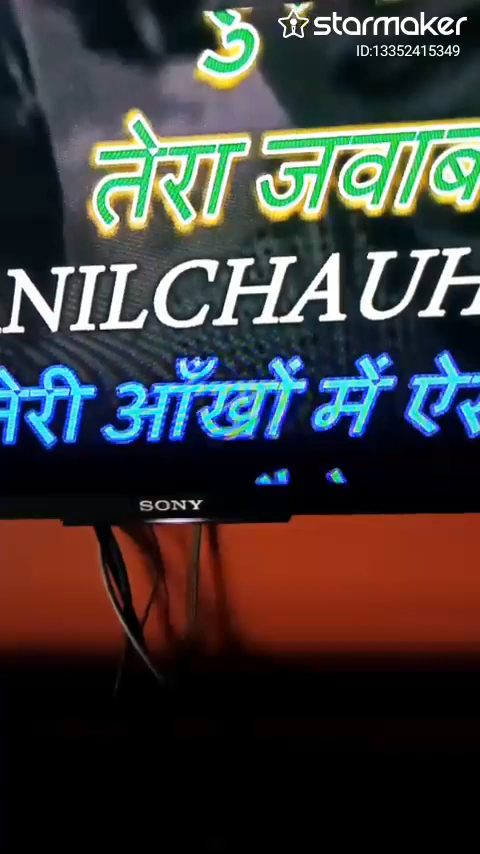 starmaker
ID:13352415349
तेरा जवाब
NILCHAUH
मेरी आँखों में
SONY